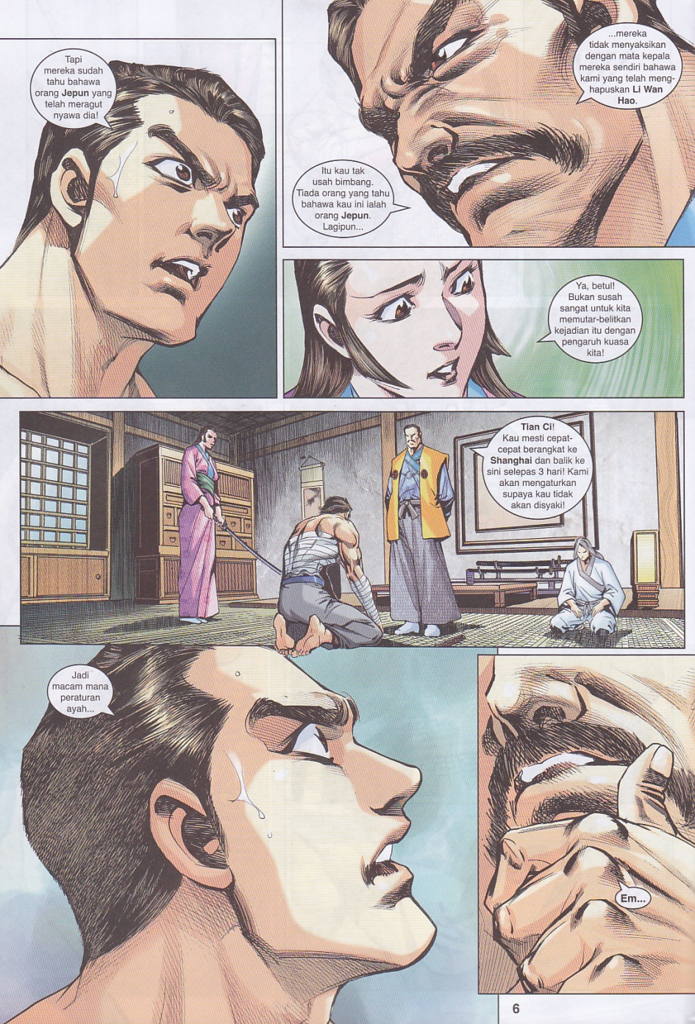 Tapi
mereka sudah
tahu bahawa
orang Jepun yang
telah meragut
nyawa dia!
Itu kau tak
usah bimbang.
Tiada orang yang tahu
bahawa kau ini ialah
orang Jepun.
Lagipun...
...mereka
tidak menyaksikan
dengan mata kepala
mereka sendiri bahawa
kami yang telah meng-
hapuskan Li Wan
Hao.
Ya, betul!
Bukan susah
sangat untuk kita
memutar-belitkan
kejadian itu dengan
pengaruh kuasa
kita!
Tian Ci!
Kau mesti cepat-
cepat berangkat ke
Shanghai dan balik ke
sini selepas 3 hari! Kami
akan mengaturkan
supaya kau tidak
akan disyaki!
Jadi
macam mana
peraturan
ayah...
Em...
6